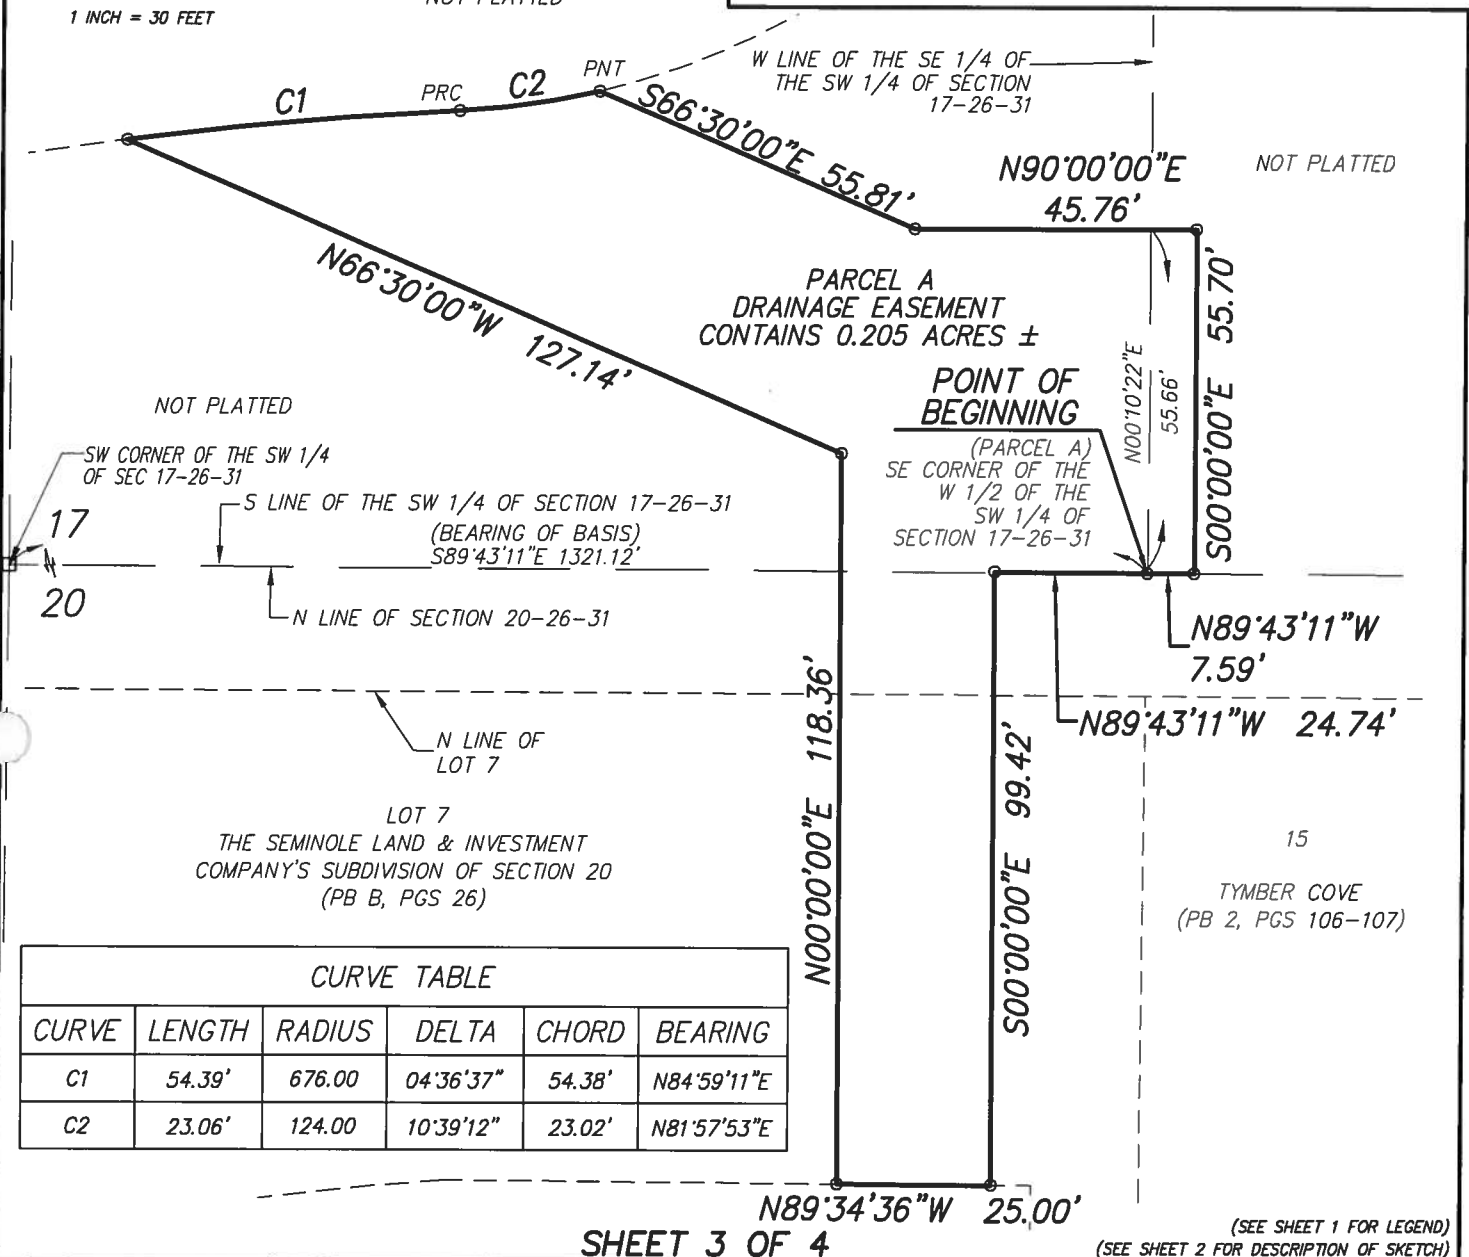 1 INCH = 30 FEET
C1
PRC
C2
PNT
W LINE OF THE SE 1/4 OF
THE SW 1/4 OF SECTION
17-26-31
S66°30'00"E 55.81'
N90°00'00"E
45.76'
NOT PLATTED
N66°30'00"W 127.14'
PARCEL A
DRAINAGE EASEMENT
CONTAINS 0.205 ACRES ±
S00°00'00"E 55.70'
N00°10'22"E
55.66'
POINT OF
BEGINNING
(PARCEL A)
SE CORNER OF THE
W 1/2 OF THE
SW 1/4 OF
SECTION 17-26-31
NOT PLATTED
SW CORNER OF THE SW 1/4
OF SEC 17-26-31
S LINE OF THE SW 1/4 OF SECTION 17-26-31
(BEARING OF BASIS)
S89°43'11"E 1321.12'
17
20
N LINE OF SECTION 20-26-31
N89°43'11"W
7.59'
N89°43'11"W 24.74'
N00°00'00"E 118.36'
S00°00'00"E 99.42'
N LINE OF
LOT 7
LOT 7
THE SEMINOLE LAND & INVESTMENT
COMPANY'S SUBDIVISION OF SECTION 20
(PB B, PGS 26)
15
TYMBER COVE
(PB 2, PGS 106-107)
CURVE TABLE
CURVE LENGTH RADIUS DELTA CHORD BEARING
C1 54.39' 676.00 04°36'37" 54.38' N84°59'11"E
C2 23.06' 124.00 10°39'12" 23.02' N81°57'53"E
N89°34'36"W 25.00'
SHEET 3 OF 4
(SEE SHEET 1 FOR LEGEND)
(SEE SHEET 2 FOR DESCRIPTION OF SKETCH)